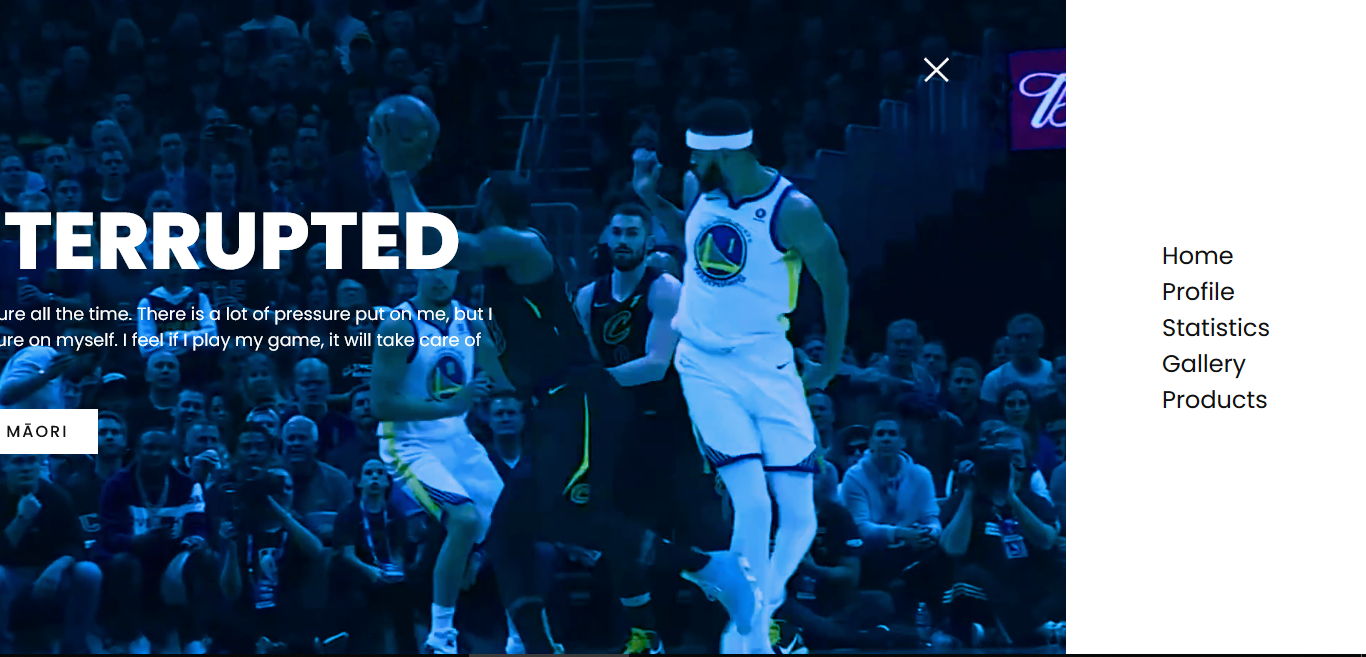 TERRUPTED
ure all the time. There is a lot of pressure put on me, but I
ure on myself. I feel if I play my game, it will take care of
MĀORI
Home
Profile
Statistics
Gallery
Products